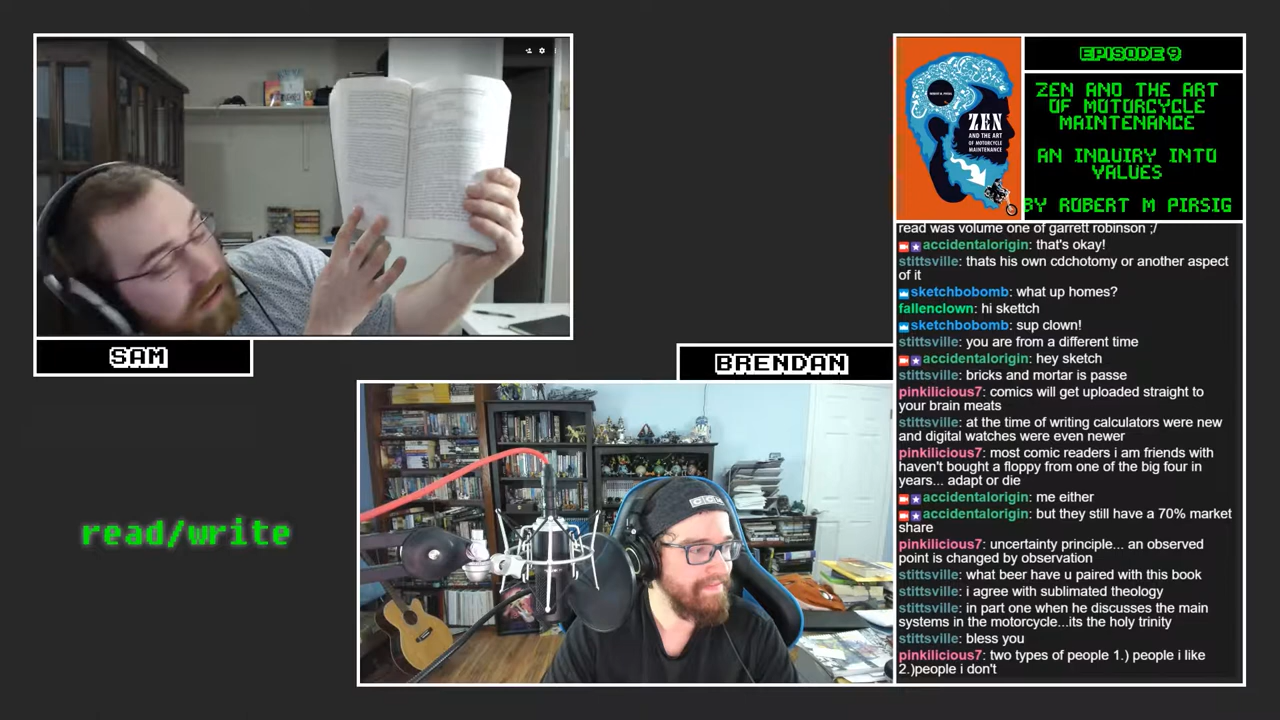 SAM
BRENDAN
read/write
ZEN
AND THE ART
OF MOTORCYCLE
MAINTENANCE
EPISODE 9
ZEN AND THE ART
OF MOTORCYCLE
MAINTENANCE
AN INQUIRY INTO
VALUES
BY ROBERT M PIRSIG
read was volume one of garrett robinson ;/
accidentalorigin: that's okay!
stittsville: thats his own cdchotomy or another aspect
of it
sketchbobomb: what up homes?
fallenclown: hi skettch
sketchbobomb: sup clown!
stittsville: you are from a different time
accidentalorigin: hey sketch
stittsville: bricks and mortar is passe
pinkilicious7: comics will get uploaded straight to
your brain meats
stittsville: at the time of writing calculators were new
and digital watches were even newer
pinkilicious7: most comic readers i am friends with
haven't bought a floppy from one of the big four in
years... adapt or die
accidentalorigin: me either
accidentalorigin: but they still have a 70% market
share
pinkilicious7: uncertainty principle... an observed
point is changed by observation
stittsville: what beer have u paired with this book
stittsville: i agree with sublimated theology
stittsville: in part one when he discusses the main
systems in the motorcycle...its the holy trinity
stittsville: bless you
pinkilicious7: two types of people 1.) people i like
2.)people i don't